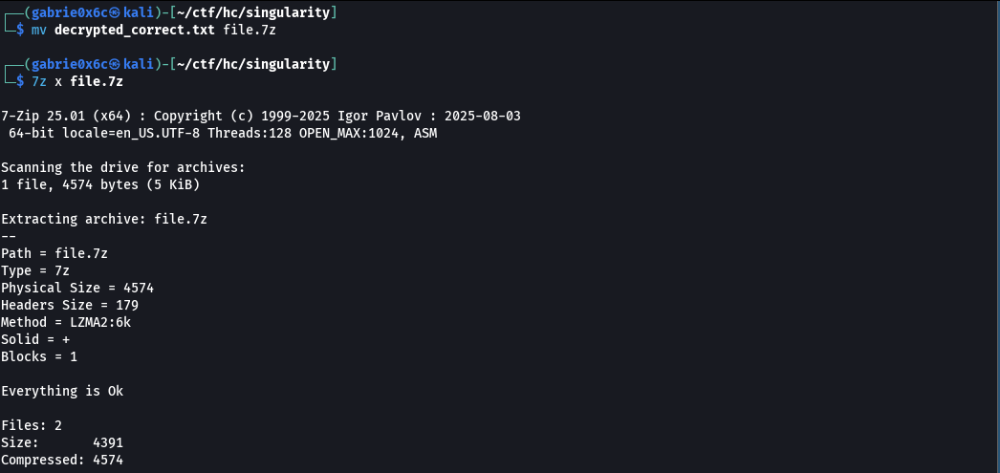 ┌──(gabrie0x6c㉿kali)-[~/ctf/hc/singularity]
└─$ mv decrypted_correct.txt file.7z
┌──(gabrie0x6c㉿kali)-[~/ctf/hc/singularity]
└─$ 7z x file.7z
7-Zip 25.01 (x64) : Copyright (c) 1999-2025 Igor Pavlov : 2025-08-03
 64-bit locale=en_US.UTF-8 Threads:128 OPEN_MAX:1024, ASM
Scanning the drive for archives:
1 file, 4574 bytes (5 KiB)
Extracting archive: file.7z
--
Path = file.7z
Type = 7z
Physical Size = 4574
Headers Size = 179
Method = LZMA2:6k
Solid = +
Blocks = 1
Everything is Ok
Files: 2
Size:       4391
Compressed: 4574